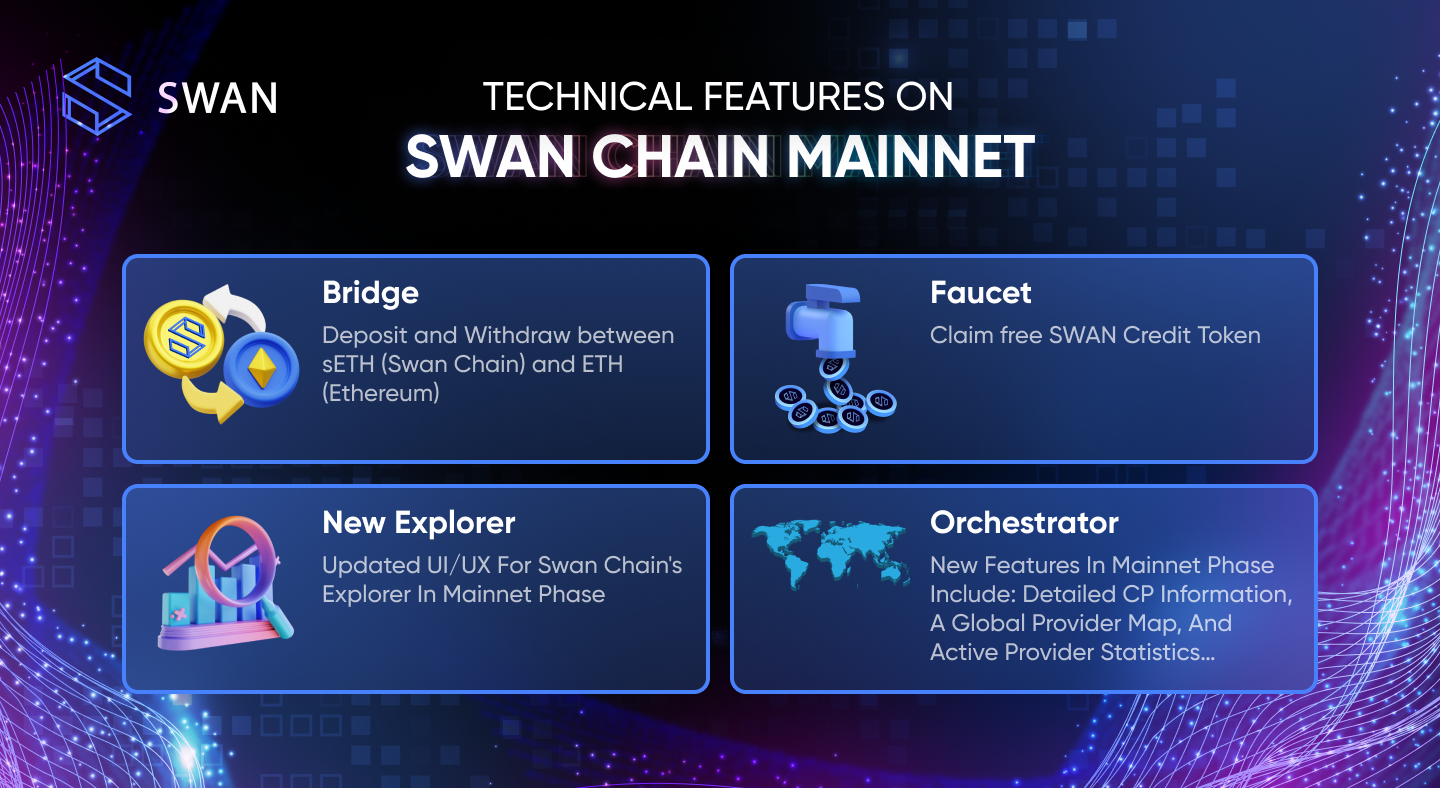 SWAN
TECHNICAL FEATURES ON
SWAN CHAIN MAINNET
Bridge
Deposit and Withdraw between
sETH (Swan Chain) and ETH
(Ethereum)
Faucet
Claim free SWAN Credit Token
New Explorer
Updated UI/UX For Swan Chain's
Explorer In Mainnet Phase
Orchestrator
New Features In Mainnet Phase
Include: Detailed CP Information,
A Global Provider Map, And
Active Provider Statistics...